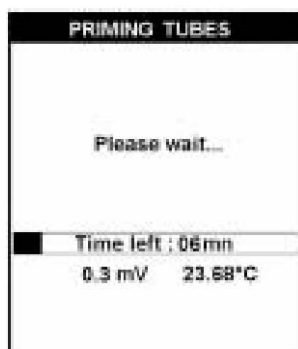 PRIMING TUBES
Please wait...
Time left : 06mn
0.3 mV 23.68°C